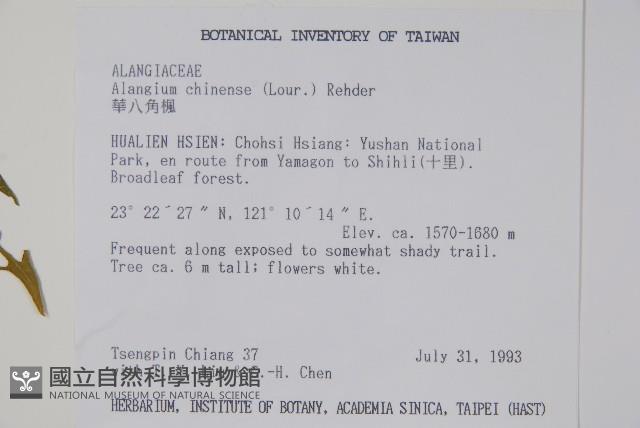 BOTANICAL INVENTORY OF TAIWAN
ALANGIACEAE
Alangium chinense (Lour.) Rehder
華八角楓
HUALIEN HSIEN: Chohsi Hsiang: Yushan National
Park, en route from Yamagon to Shihli(十里).
Broadleaf forest.
23° 22´27 ″ N, 121° 10´14 ″ E.
Elev. ca. 1570-1680 m
Frequent along exposed to somewhat shady trail.
Tree ca. 6 m tall; flowers white.
Tsengpin Chiang 37 July 31, 1993
-H. Chen
國立自然科學博物館
NATIONAL MUSEUM OF NATURAL SCIENCE
HERBARIUM, INSTITUTE OF BOTANY, ACADEMIA SINICA, TAIPEI (HAST)